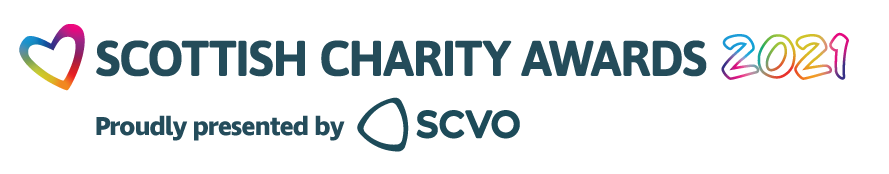 SCOTTISH CHARITY AWARDS 2021
Proudly presented by SCVO